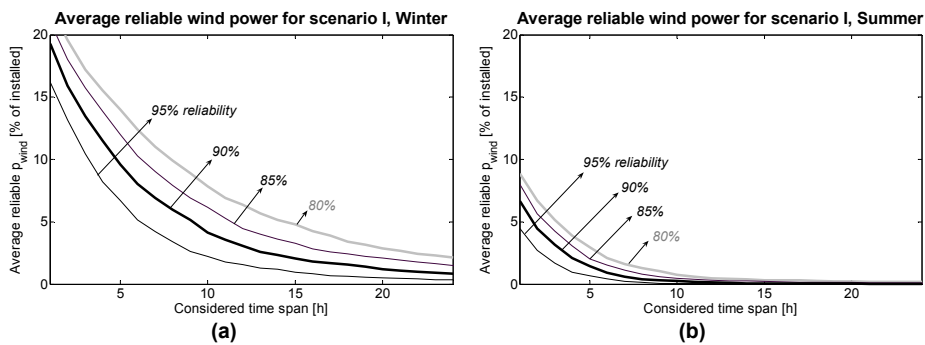 Average reliable wind power for scenario I, Winter
Average reliable p_wind [% of installed]
20
15
10
5
0
95% reliability
90%
85%
80%
5
10
15
20
Considered time span [h]
(a)
Average reliable wind power for scenario I, Summer
Average reliable p_wind [% of installed]
20
15
10
5
0
95% reliability
90%
85%
80%
5
10
15
20
Considered time span [h]
(b)